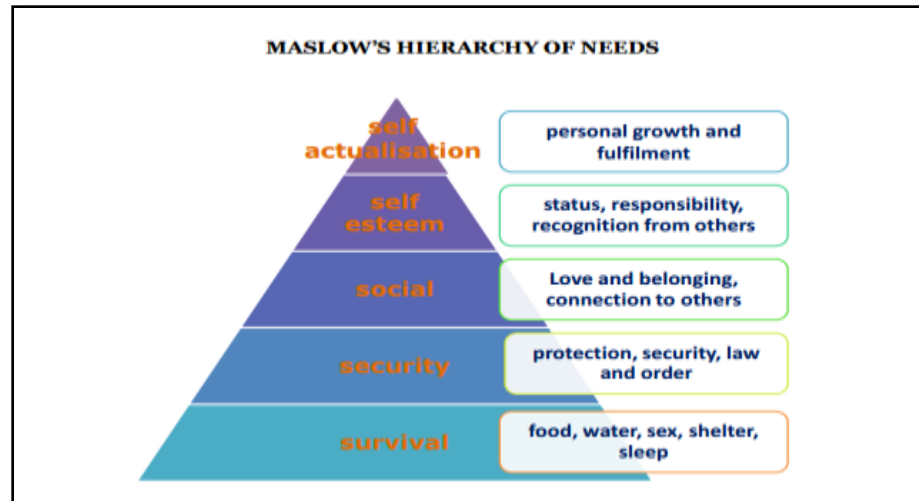 MASLOW'S HIERARCHY OF NEEDS
self
actualisation
personal growth and
fulfilment
self
esteem
status, responsibility,
recognition from others
social
Love and belonging,
connection to others
security
protection, security, law
and order
survival
food, water, sex, shelter,
sleep